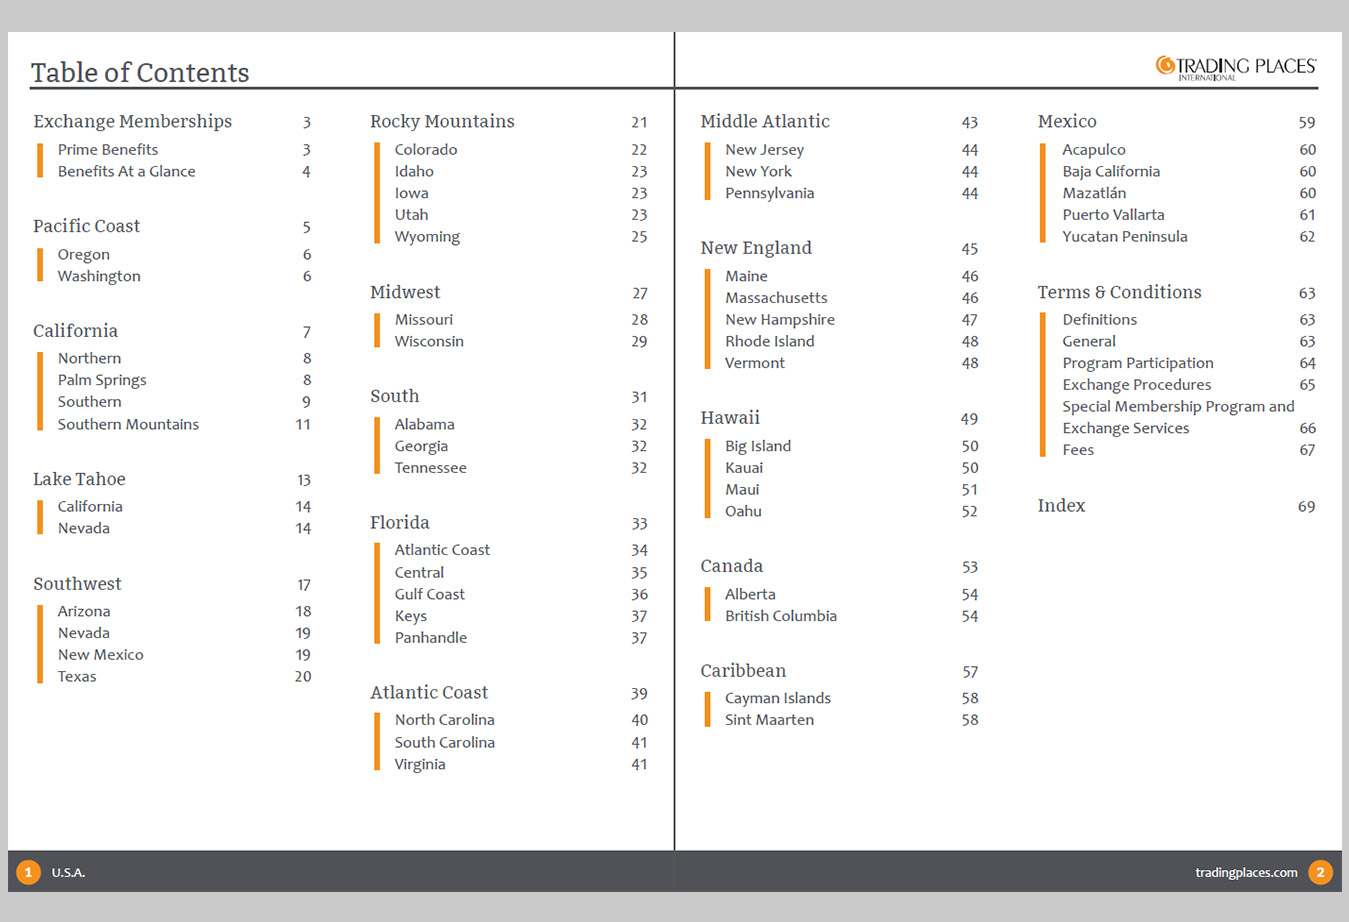 Table of Contents
TRADING PLACES
INTERNATIONAL
Exchange Memberships 3
Prime Benefits 3
Benefits At a Glance 4
Pacific Coast 5
Oregon 6
Washington 6
California 7
Northern 8
Palm Springs 8
Southern 9
Southern Mountains 11
Lake Tahoe 13
California 14
Nevada 14
Southwest 17
Arizona 18
Nevada 19
New Mexico 19
Texas 20
Rocky Mountains 21
Colorado 22
Idaho 23
Iowa 23
Utah 23
Wyoming 25
Midwest 27
Missouri 28
Wisconsin 29
South 31
Alabama 32
Georgia 32
Tennessee 32
Florida 33
Atlantic Coast 34
Central 35
Gulf Coast 36
Keys 37
Panhandle 37
Atlantic Coast 39
North Carolina 40
South Carolina 41
Virginia 41
Middle Atlantic 43
New Jersey 44
New York 44
Pennsylvania 44
New England 45
Maine 46
Massachusetts 46
New Hampshire 47
Rhode Island 48
Vermont 48
Hawaii 49
Big Island 50
Kauai 50
Maui 51
Oahu 52
Canada 53
Alberta 54
British Columbia 54
Caribbean 57
Cayman Islands 58
Sint Maarten 58
Mexico 59
Acapulco 60
Baja California 60
Mazatlán 60
Puerto Vallarta 61
Yucatan Peninsula 62
Terms & Conditions 63
Definitions 63
General 63
Program Participation 64
Exchange Procedures 65
Special Membership Program and
Exchange Services 66
Fees 67
Index 69
1 U.S.A.
tradingplaces.com 2